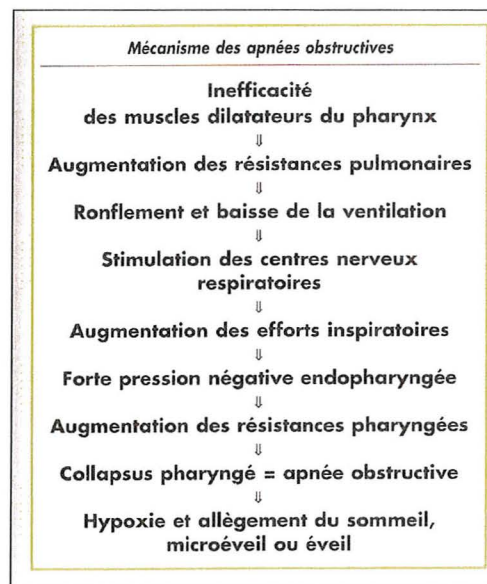 Mécanisme des apnées obstructives
Inefficacité
des muscles dilatateurs du pharynx
⇓
Augmentation des résistances pulmonaires
⇓
Ronflement et baisse de la ventilation
⇓
Stimulation des centres nerveux
respiratoires
⇓
Augmentation des efforts inspiratoires
⇓
Forte pression négative endopharyngée
⇓
Augmentation des résistances pharyngées
⇓
Collapsus pharyngé = apnée obstructive
⇓
Hypoxie et allègement du sommeil,
microéveil ou éveil